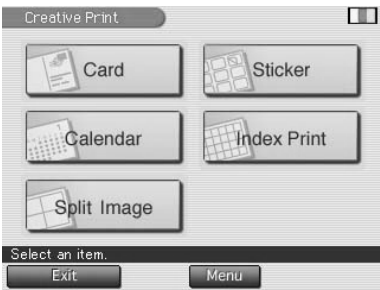 Creative Print
Card
Sticker
Calendar
Index Print
Split Image
Select an item.
Exit
Menu